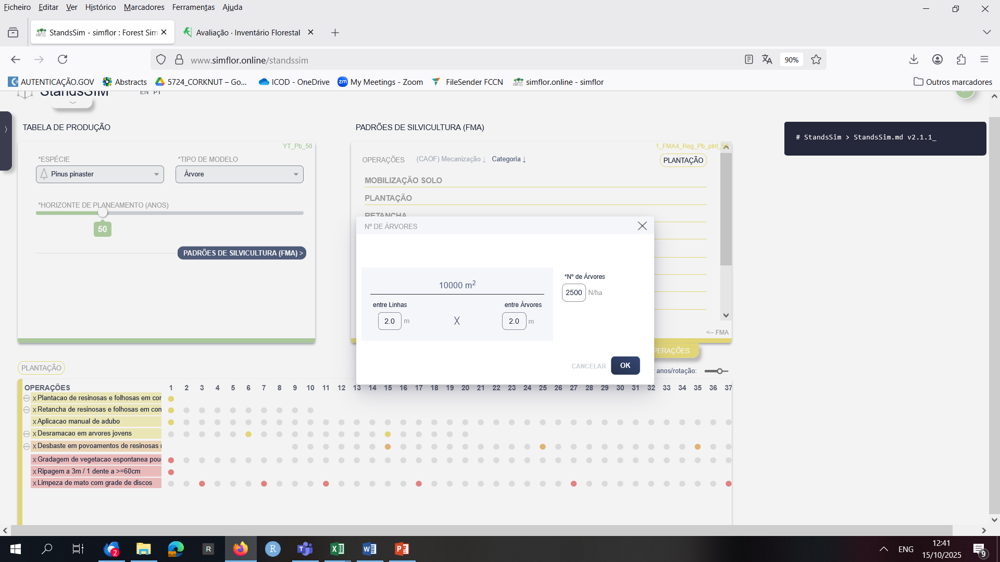 Ficheiro Editar Ver Histórico Marcadores Ferramentas Ajuda
StandsSim - simflor : Forest Sim
Avaliação · Inventário Florestal
www.simflor.online/standssim
90%
AUTENTICAÇÃO.GOV
Abstracts
5724_CORKNUT – Go...
ICOD - OneDrive
zm My Meetings - Zoom
FileSender FCCN
simflor.online - simflor
Outros marcadores
StandsSIM
EN PT
TABELA DE PRODUÇÃO
PADRÕES DE SILVICULTURA (FMA)
# StandsSim > StandsSim.md v2.1.1_
YT_Pb_50
*ESPÉCIE
*TIPO DE MODELO
Pinus pinaster
Árvore
*HORIZONTE DE PLANEAMENTO (ANOS)
50
PADRÕES DE SILVICULTURA (FMA) >
1_FMA4_Reg_Pb_plnt_
OPERAÇÕES
(CAOF) Mecanização ↓
Categoria ↓
PLANTAÇÃO
MOBILIZAÇÃO SOLO
PLANTAÇÃO
RETANCHA
Nº DE ÁRVORES
10000 m2
entre Linhas
entre Árvores
2.0 m
X
2.0 m
*Nº de Árvores
2500 N/ha
CANCELAR
OK
<-- FMA
PERAÇÕES
anos/rotação:
PLANTAÇÃO
OPERAÇÕES 1 2 3 4 5 6 7 8 9 10 11 12 13 14 15 16 17 18 19 20 21 22 23 24 25 26 27 28 29 30 31 32 33 34 35 36 37
x Plantacao de resinosas e folhosas em cor
x Retancha de resinosas e folhosas em con
x Aplicacao manual de adubo
x Desramacao em arvores jovens
x Desbaste em povoamentos de resinosas
x Gradagem de vegetacao espontanea pou
x Ripagem a 3m / 1 dente a >=60cm
x Limpeza de mato com grade de discos
2
R
R
ENG
12:41
15/10/2025
9